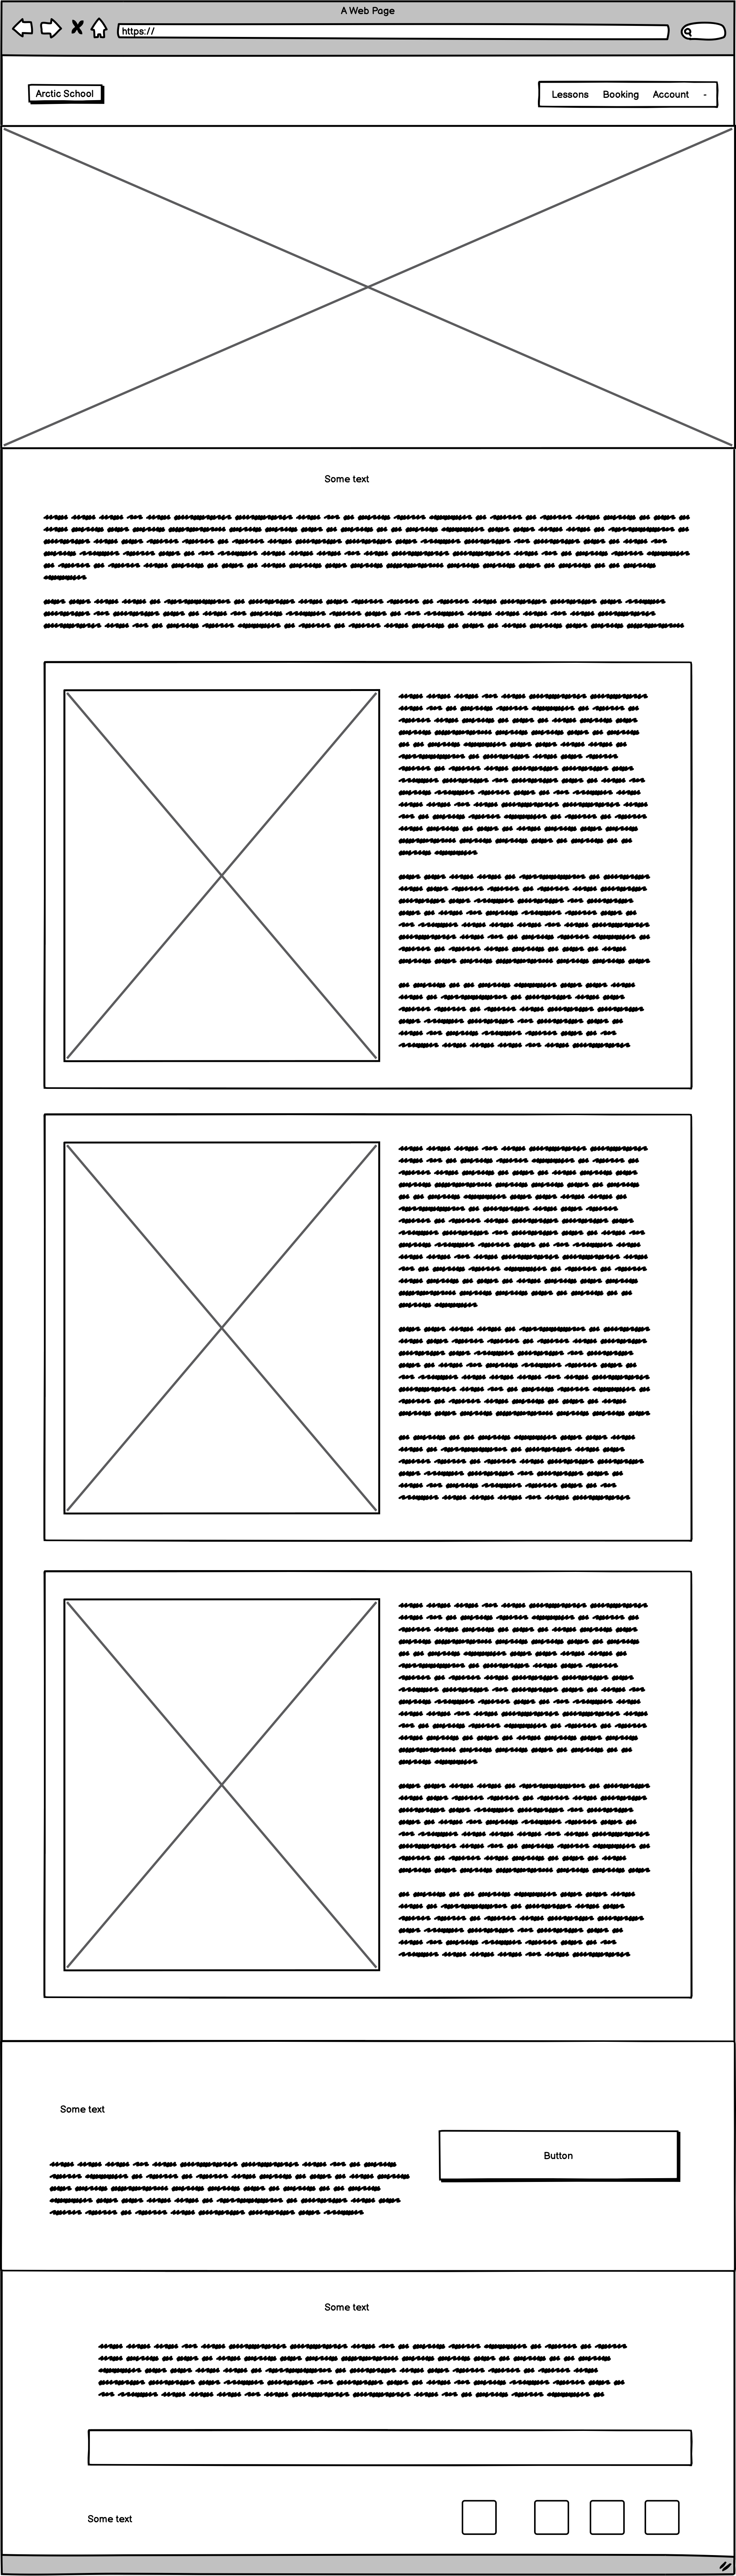 A Web Page
https://
Arctic School
Lessons Booking Account -
Some text
Some text
Button
Some text
Some text